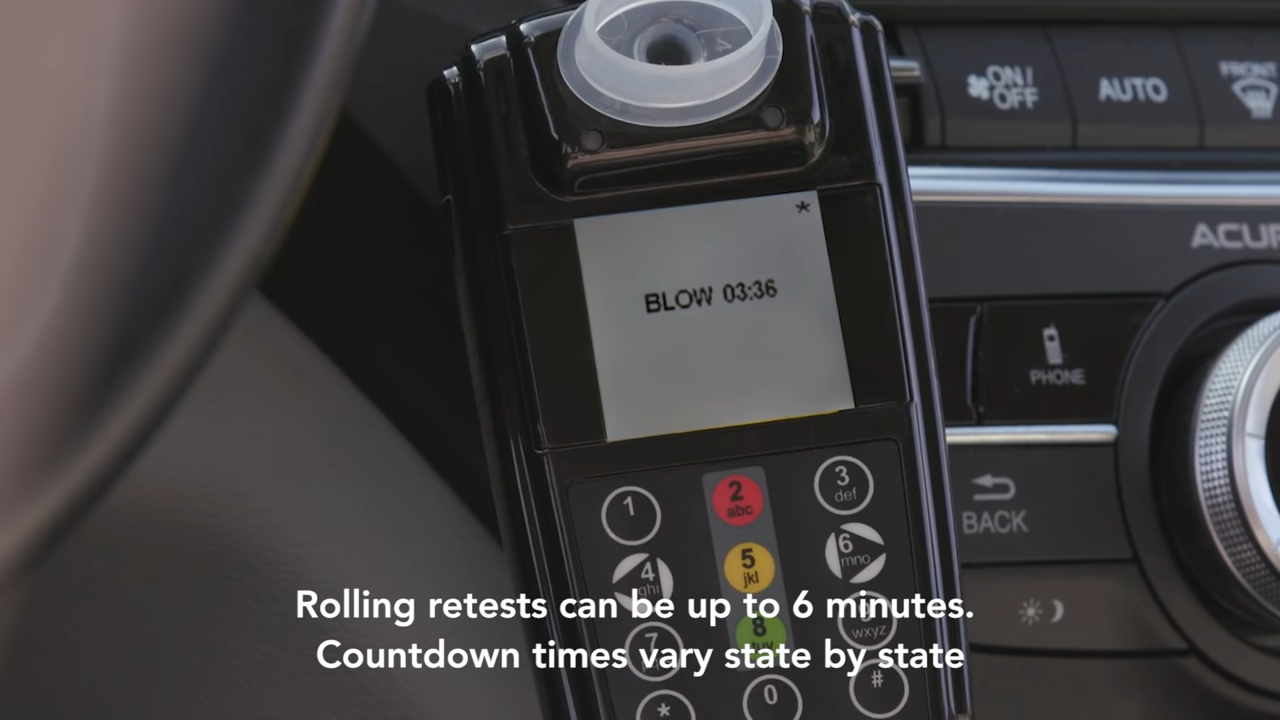 ON/
OFF
AUTO
FRONT
ACUR
*
BLOW 03:36
PHONE
1
2
abc
3
def
BACK
4
ghi
5
jkl
6
mno
7
8
wxyz
*
0
#
Rolling retests can be up to 6 minutes.
Countdown times vary state by state